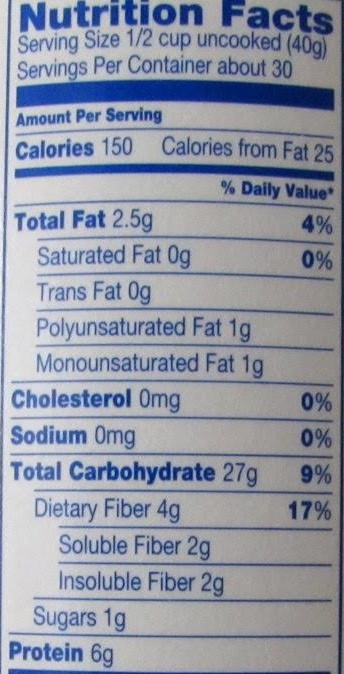 Nutrition Facts
Serving Size 1/2 cup uncooked (40g)
Servings Per Container about 30
Amount Per Serving
Calories 150 Calories from Fat 25
% Daily Value*
Total Fat 2.5g 4%
Saturated Fat 0g 0%
Trans Fat 0g
Polyunsaturated Fat 1g
Monounsaturated Fat 1g
Cholesterol 0mg 0%
Sodium 0mg 0%
Total Carbohydrate 27g 9%
Dietary Fiber 4g 17%
Soluble Fiber 2g
Insoluble Fiber 2g
Sugars 1g
Protein 6g